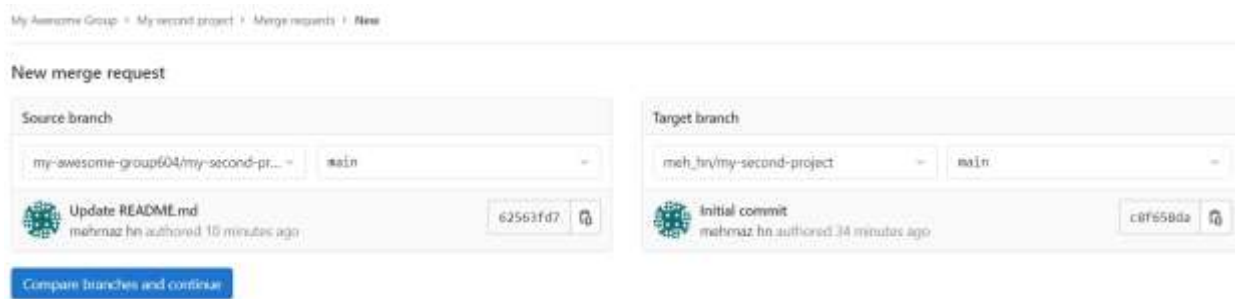 My Awesome Group > My second project > Merge requests > New
New merge request
Source branch
my-awesome-group604/my-second-pr...
main
Update README.md
mehrnaz hn authored 10 minutes ago
62563fd7
Target branch
meh_hn/my-second-project
main
Initial commit
mehrnaz hn authored 34 minutes ago
c8f658da
Compare branches and continue